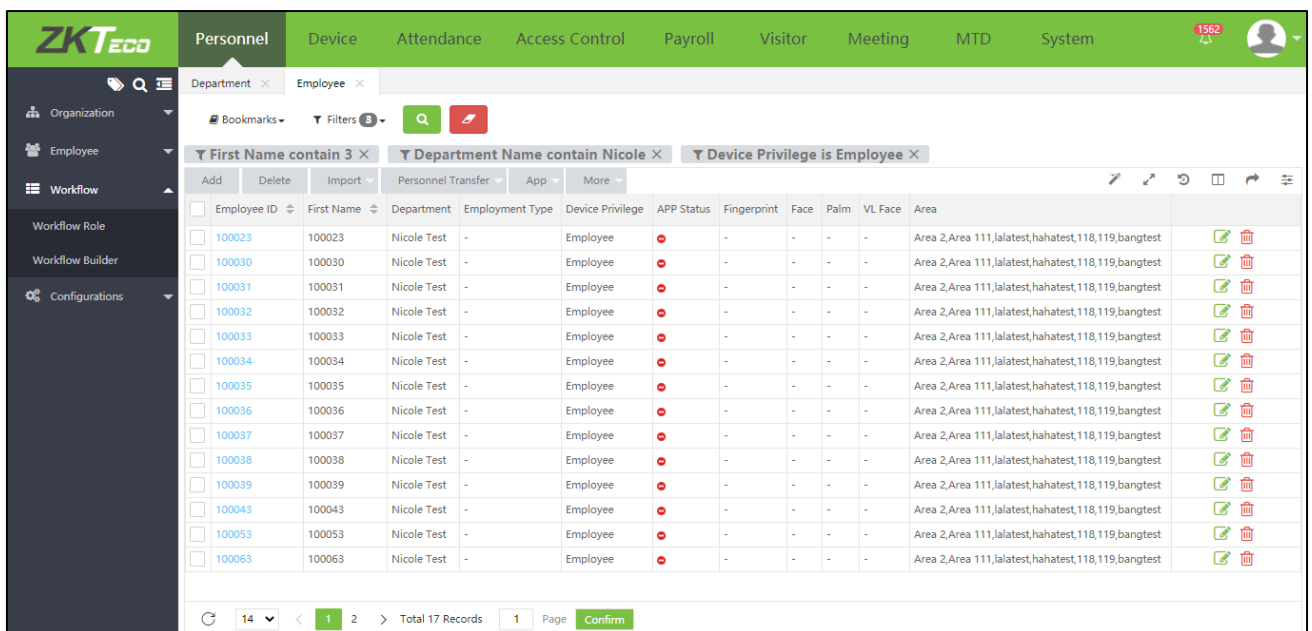 ZKTeco Personnel Device Attendance Access Control Payroll Visitor Meeting MTD System 1562
Department Employee
Organization
Employee
Workflow
Workflow Role
Workflow Builder
Configurations
Bookmarks Filters 3
First Name contain 3 Department Name contain Nicole Device Privilege is Employee
Add Delete Import Personnel Transfer App More
Employee ID First Name Department Employment Type Device Privilege APP Status Fingerprint Face Palm VL Face Area
100023 100023 Nicole Test - Employee - - - - Area 2,Area 111,lalatest,hahatest,118,119,bangtest
100030 100030 Nicole Test - Employee - - - - Area 2,Area 111,lalatest,hahatest,118,119,bangtest
100031 100031 Nicole Test - Employee - - - - Area 2,Area 111,lalatest,hahatest,118,119,bangtest
100032 100032 Nicole Test - Employee - - - - Area 2,Area 111,lalatest,hahatest,118,119,bangtest
100033 100033 Nicole Test - Employee - - - - Area 2,Area 111,lalatest,hahatest,118,119,bangtest
100034 100034 Nicole Test - Employee - - - - Area 2,Area 111,lalatest,hahatest,118,119,bangtest
100035 100035 Nicole Test - Employee - - - - Area 2,Area 111,lalatest,hahatest,118,119,bangtest
100036 100036 Nicole Test - Employee - - - - Area 2,Area 111,lalatest,hahatest,118,119,bangtest
100037 100037 Nicole Test - Employee - - - - Area 2,Area 111,lalatest,hahatest,118,119,bangtest
100038 100038 Nicole Test - Employee - - - - Area 2,Area 111,lalatest,hahatest,118,119,bangtest
100039 100039 Nicole Test - Employee - - - - Area 2,Area 111,lalatest,hahatest,118,119,bangtest
100043 100043 Nicole Test - Employee - - - - Area 2,Area 111,lalatest,hahatest,118,119,bangtest
100053 100053 Nicole Test - Employee - - - - Area 2,Area 111,lalatest,hahatest,118,119,bangtest
100063 100063 Nicole Test - Employee - - - - Area 2,Area 111,lalatest,hahatest,118,119,bangtest
14 < 1 2 > Total 17 Records 1 Page Confirm